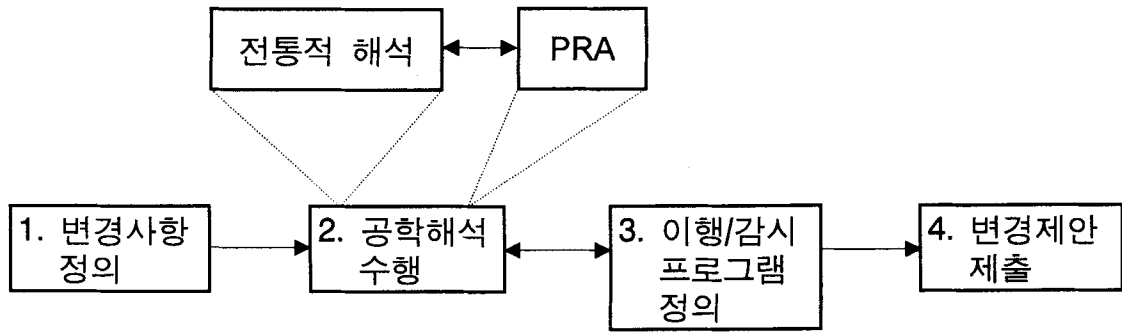 전통적 해석
PRA
1. 변경사항
정의
2. 공학해석
수행
3. 이행/감시
프로그램
정의
4. 변경제안
제출